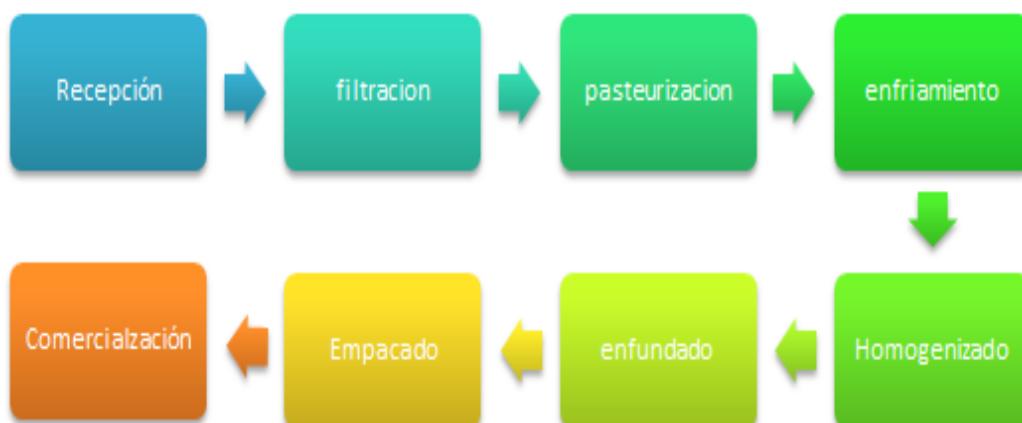 Recepción
filtracion
pasteurizacion
enfriamiento
Homogenizado
enfundado
Empacado
Comercialzación